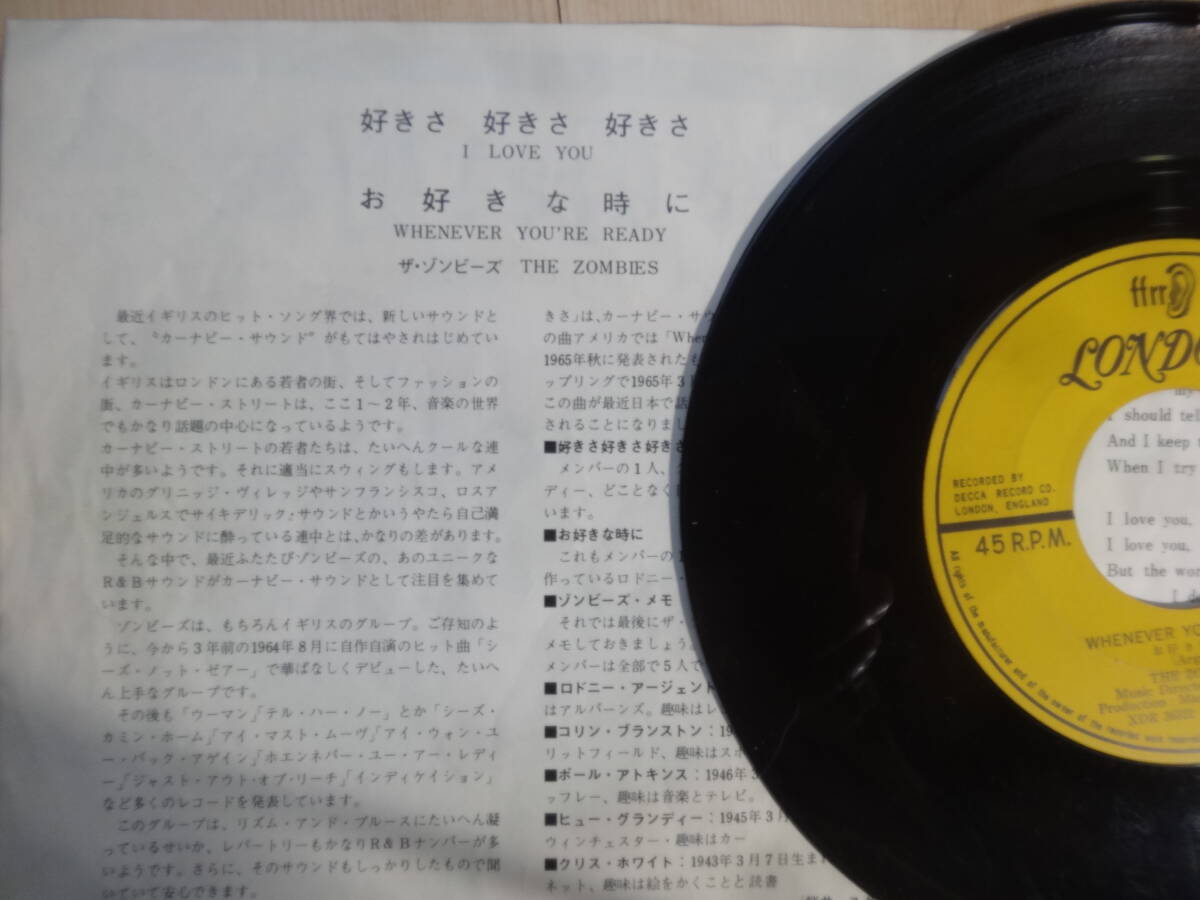 好きさ 好きさ 好きさ
I LOVE YOU
お好きな時に
WHENEVER YOU'RE READY
ザ・ゾンビーズ THE ZOMBIES
最近イギリスのヒット・ソング界では、新しいサウンドと
して、“カーナビー・サウンド”がもてはやされはじめてい
ます。
イギリスはロンドンにある若者の街、そしてファッションの
街、カーナビー・ストリートは、ここ1〜2年、音楽の世界
でもかなり話題の中心になっているようです。
カーナビー・ストリートの若者たちは、たいへんクールな連
中が多いようです。それに適当にスウィングもします。アメ
リカのグリニッジ・ヴィレッジやサンフランシスコ、ロスア
ンジェルスでサイキデリック・サウンドとかいうやたら自己満
足的なサウンドに酔っている連中とは、かなりの差があります。
そんな中で、最近ふたたびゾンビーズの、あのユニークな
R&Bサウンドがカーナビー・サウンドとして注目を集めて
います。
ゾンビーズは、もちろんイギリスのグループ。ご存知のよ
うに、今から3年前の1964年8月に自作自演のヒット曲「シ
ーズ・ノット・ゼアー」で華ばなしくデビューした、たいへ
ん上手なグループです。
その後も「ウーマン」「テル・ハー・ノー」とか「シーズ・
カミン・ホーム」「アイ・マスト・ムーヴ」「アイ・ウォン・ユ
ー・バック・アゲイン」「ホエンネバー・ユー・アー・レディ
ー」「ジャスト・アウト・オブ・リーチ」「インディケイション」
など多くのレコードを発表しています。
このグループは、リズム・アンド・ブルースにたいへん凝
っているせいか、レパートリーもかなりR&Bナンバーが多
いようです。さらに、そのサウンドもしっかりしたもので聞
いていて安心できます。
きさ」は、カーナビー・サウ
の曲アメリカでは「When
1965年秋に発表されたも
ップリングで1965年3
この曲が最近日本で話
されることになりまし
■好きさ好きさ好きさ
メンバーの1人、
ディー、どことなく
います。
■お好きな時に
これもメンバーの1
作っているロドニー・
■ゾンビーズ・メモ
それでは最後にザ・
メモしておきましょう。
メンバーは全部で5人で
■ロドニー・アージェント
はアルバーンズ。趣味はレ
■コリン・ブランストン：19
リットフィールド、趣味はスポ
■ポール・アトキンス：1946年3
ッフレー、趣味は音楽とテレビ。
■ヒュー・グランディー：1945年3月
ウィンチェスター・趣味はカー
■クリス・ホワイト：1943年3月7日生まれ
ネット、趣味は絵をかくことと読書
ffrr
LONDO
RECORDED BY
DECCA RECORD CO.
LONDON, ENGLAND
45 R.P.M.
All rights of the manufacturer and of the owner of the recorded work reserved
my
I should tell
And I keep
When I try
I love you,
I love you,
But the wor
I d
WHENEVER YO
お好き
THE ZO
Music Direc
Production
XDR 36222